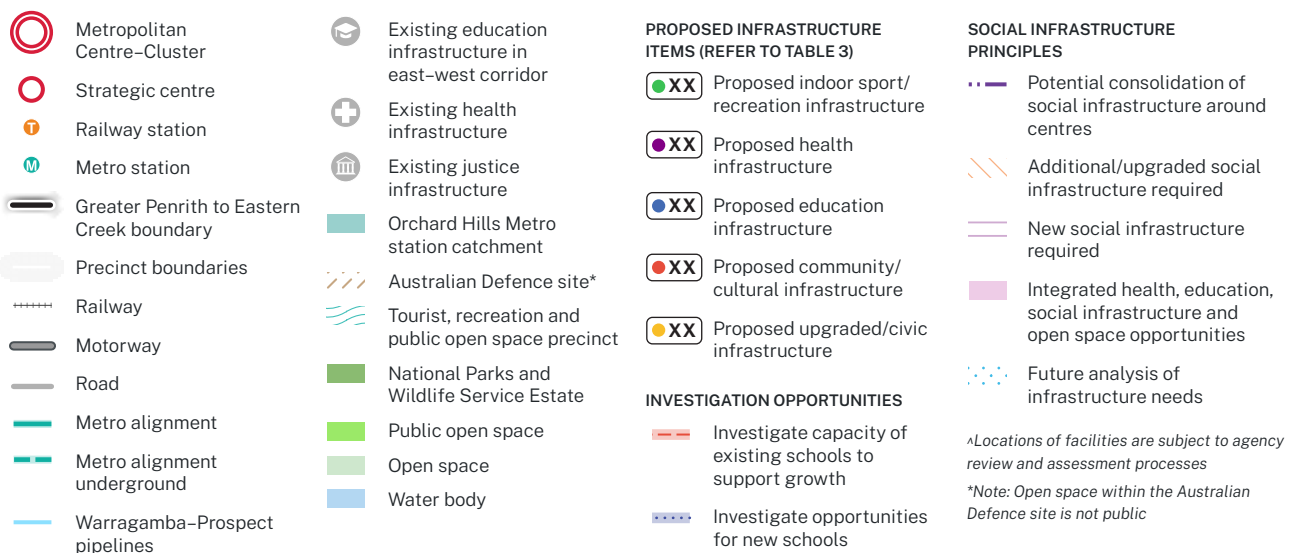 Metropolitan
Centre–Cluster
Strategic centre
T
Railway station
M
Metro station
Greater Penrith to Eastern
Creek boundary
Precinct boundaries
Railway
Motorway
Road
Metro alignment
Metro alignment
underground
Warragamba–Prospect
pipelines
Existing education
infrastructure in
east–west corridor
Existing health
infrastructure
Existing justice
infrastructure
Orchard Hills Metro
station catchment
Australian Defence site*
Tourist, recreation and
public open space precinct
National Parks and
Wildlife Service Estate
Public open space
Open space
Water body
PROPOSED INFRASTRUCTURE
ITEMS (REFER TO TABLE 3)
XX
Proposed indoor sport/
recreation infrastructure
XX
Proposed health
infrastructure
XX
Proposed education
infrastructure
XX
Proposed community/
cultural infrastructure
XX
Proposed upgraded/civic
infrastructure
INVESTIGATION OPPORTUNITIES
Investigate capacity of
existing schools to
support growth
Investigate opportunities
for new schools
SOCIAL INFRASTRUCTURE
PRINCIPLES
Potential consolidation of
social infrastructure around
centres
Additional/upgraded social
infrastructure required
New social infrastructure
required
Integrated health, education,
social infrastructure and
open space opportunities
Future analysis of
infrastructure needs
^Locations of facilities are subject to agency
review and assessment processes
*Note: Open space within the Australian
Defence site is not public